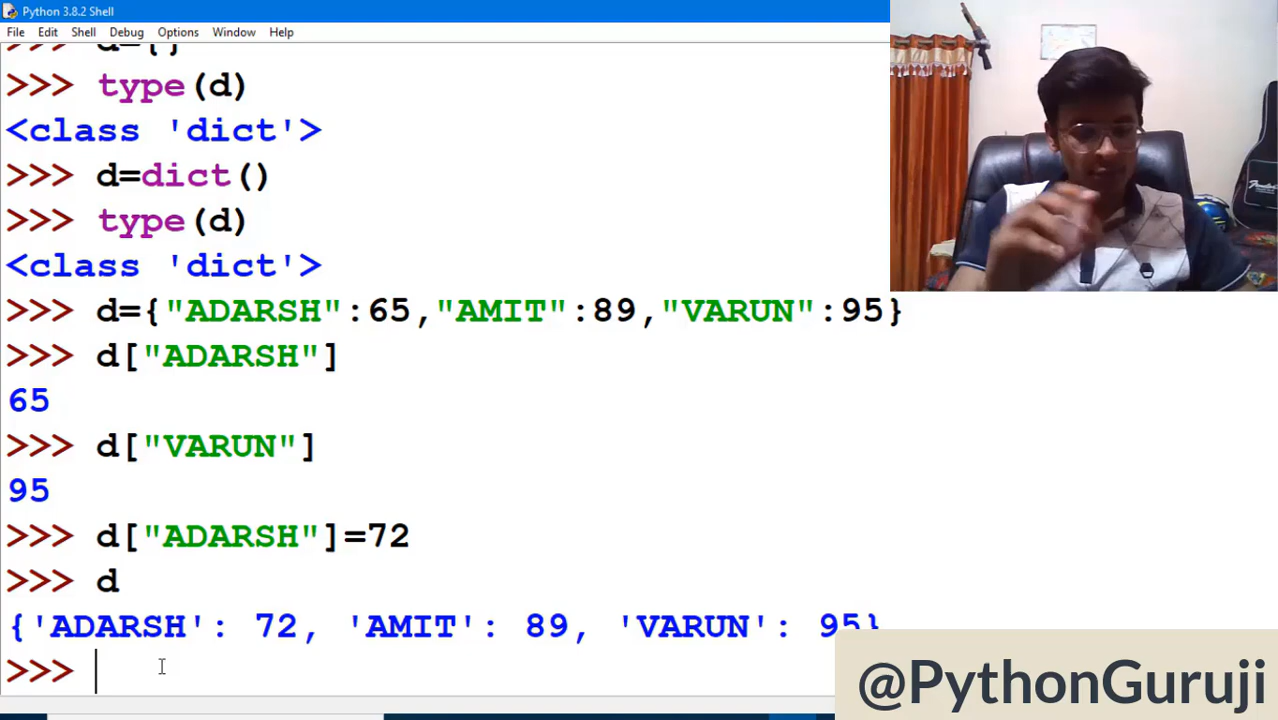 Python 3.8.2 Shell
File Edit Shell Debug Options Window Help
>>> d={}
>>> type(d)
<class 'dict'>
>>> d=dict()
>>> type(d)
<class 'dict'>
>>> d={"ADARSH":65,"AMIT":89,"VARUN":95}
>>> d["ADARSH"]
65
>>> d["VARUN"]
95
>>> d["ADARSH"]=72
>>> d
{'ADARSH': 72, 'AMIT': 89, 'VARUN': 95}
>>>
@PythonGuruji
Fender